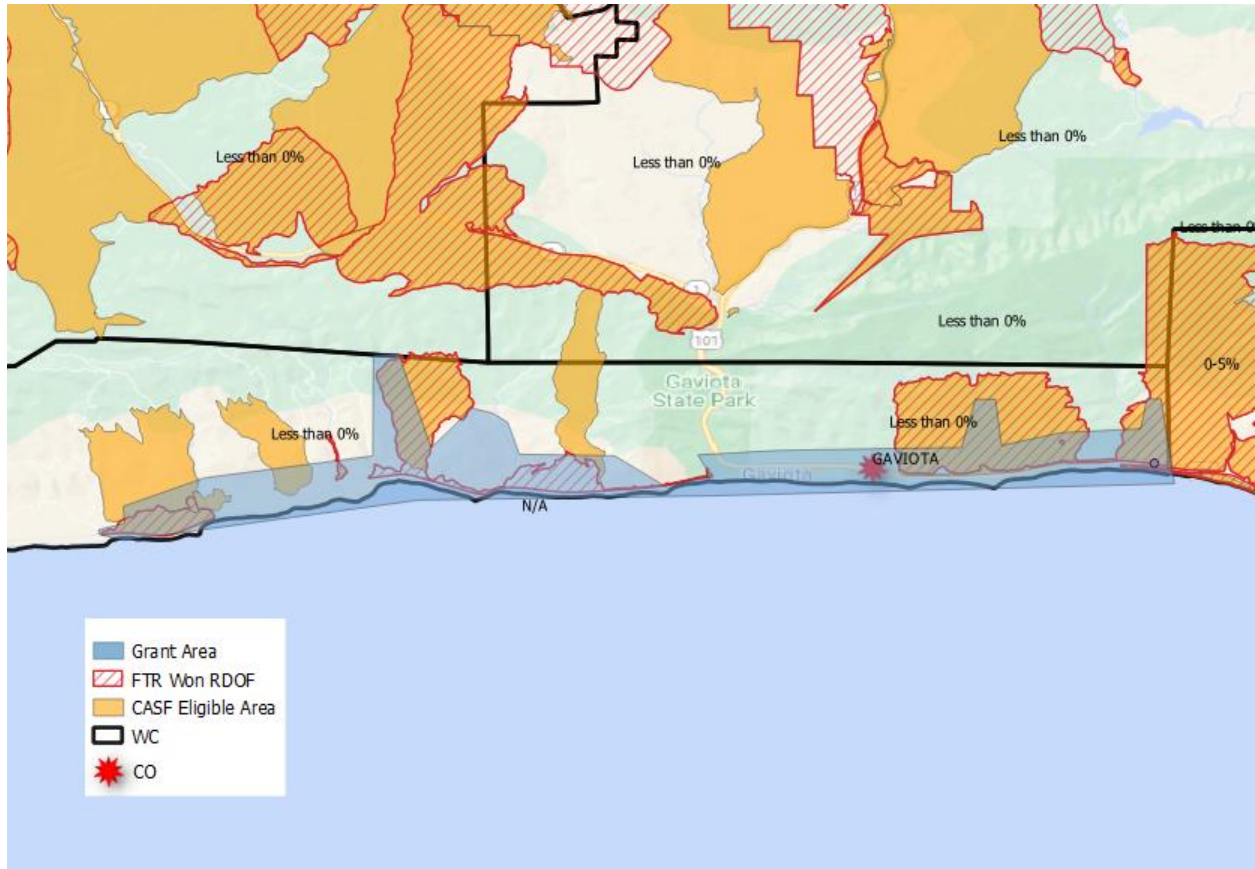 Less than 0%
Less than 0%
Less than 0%
Less than 0%
1
Less than 0%
101
0-5%
Gaviota
State Park
Less than 0%
Less than 0%
GAVIOTA
Gaviota
N/A
Grant Area
FTR Won RDOF
CASF Eligible Area
WC
CO